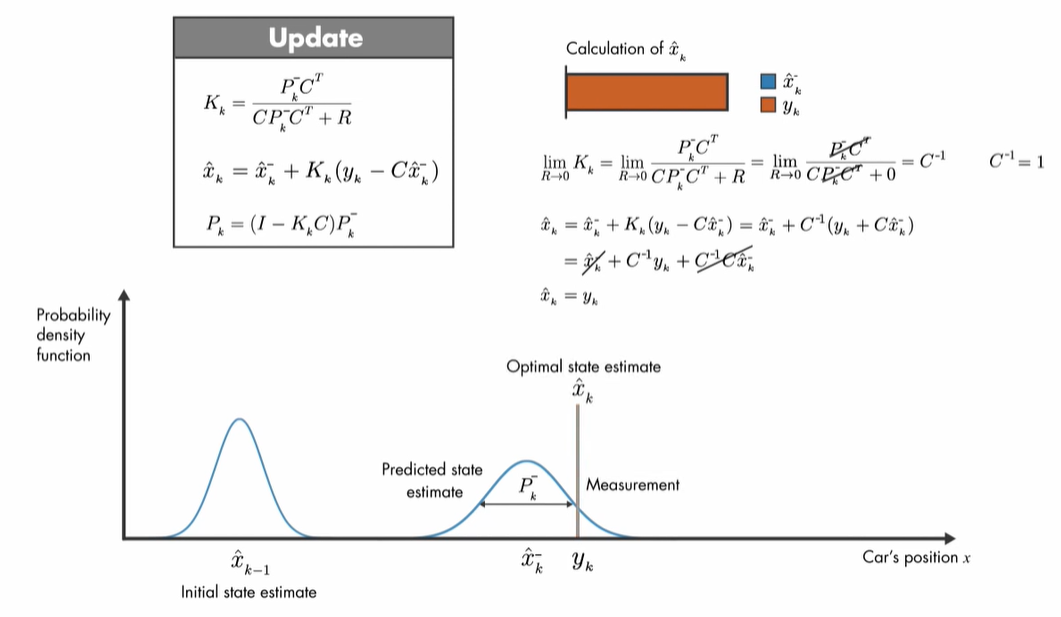 Update
K_k = P_k^- C^T / (C P_k^- C^T + R)
x̂_k = x̂_k^- + K_k(y_k − C x̂_k^-)
P_k = (I − K_k C) P_k^-
Calculation of x̂_k
x̂_k^-
y_k
lim_{R→0} K_k = lim_{R→0} P_k^- C^T / (C P_k^- C^T + R) = lim_{R→0} P_k^- C^T / (C P_k^- C^T + 0) = C^{-1} C^{-1} = 1
x̂_k = x̂_k^- + K_k(y_k − C x̂_k^-) = x̂_k^- + C^{-1}(y_k + C x̂_k^-)
= x̂_k^- + C^{-1} y_k + C^{-1} C x̂_k^-
x̂_k = y_k
Probability
density
function
Optimal state estimate
x̂_k
Predicted state
estimate
P_k^-
Measurement
x̂_{k−1}
x̂_k^-
y_k
Car's position x
Initial state estimate